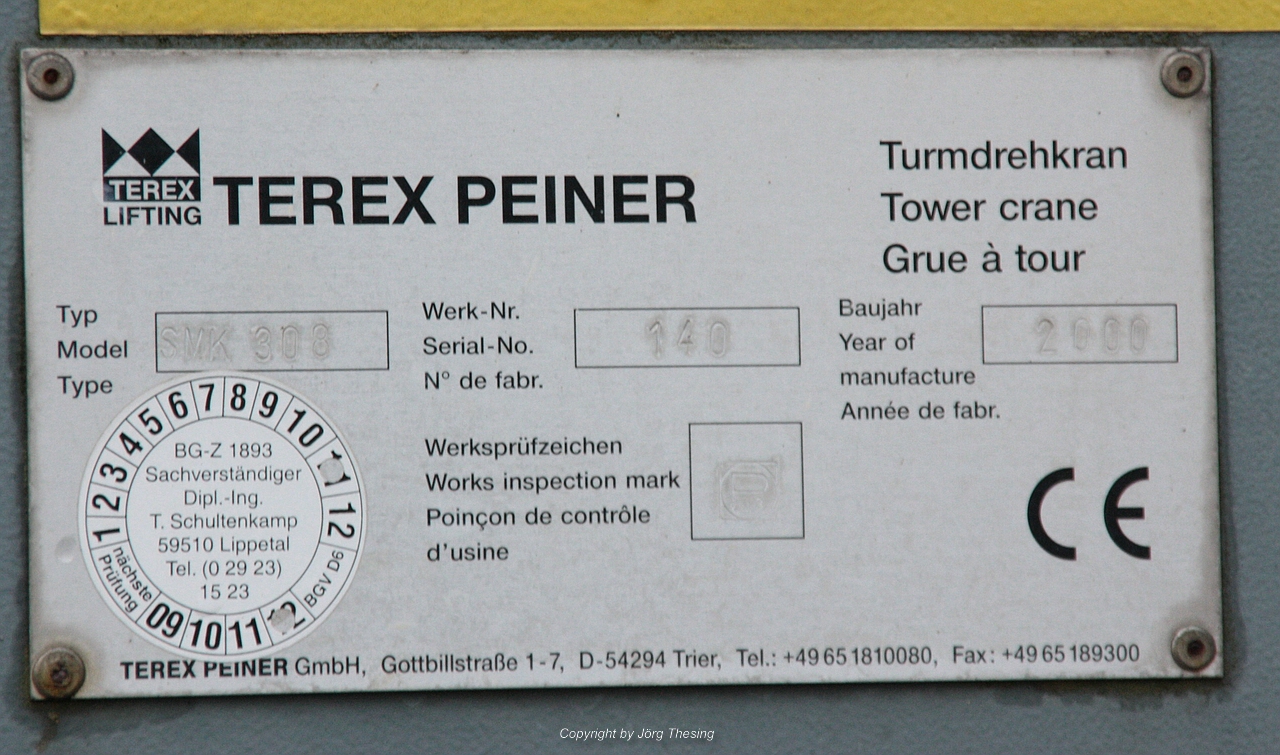 TEREX
LIFTING
TEREX PEINER
Turmdrehkran
Tower crane
Grue à tour
Typ
Model
Type
SMK 308
Werk-Nr.
Serial-No.
N° de fabr.
140
Baujahr
Year of
manufacture
Année de fabr.
2000
Werksprüfzeichen
Works inspection mark
Poinçon de contrôle
d'usine
P
CE
1 2 3 4 5 6 7 8 9 10 11 12
BG-Z 1893
Sachverständiger
Dipl.-Ing.
T. Schultenkamp
59510 Lippetal
Tel. (0 29 23)
15 23
nächste
Prüfung
09 10 11 12
BGV D6
TEREX PEINER GmbH, Gottbillstraße 1-7, D-54294 Trier, Tel.: +49 651810080, Fax: +49 65 189300
Copyright by Jörg Thesing